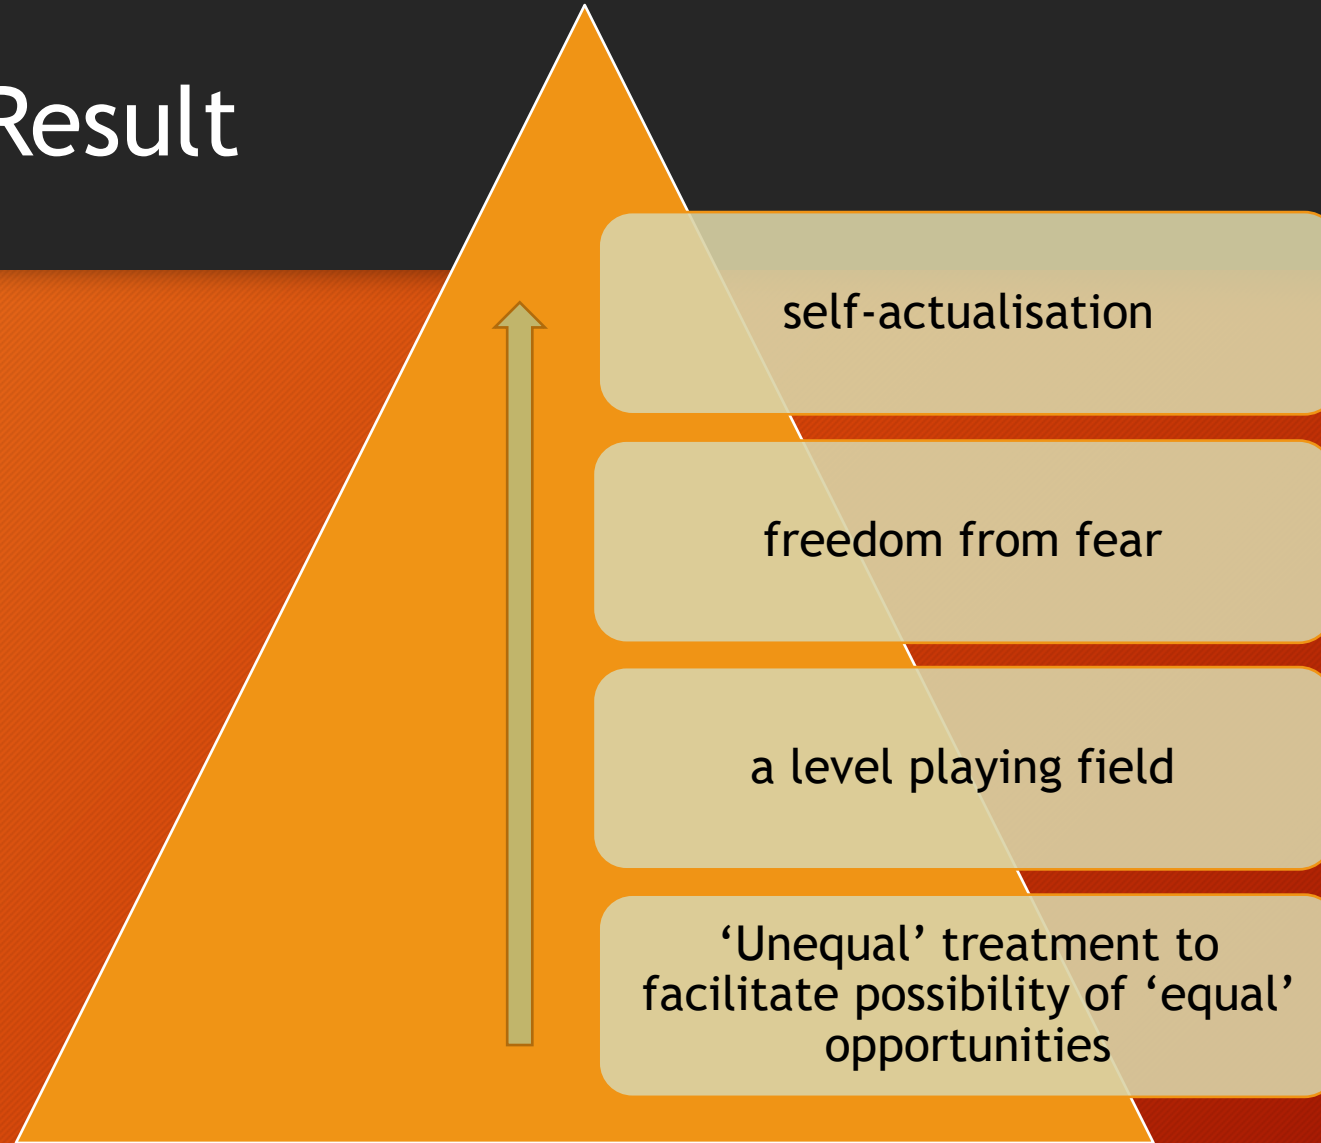 Result
self-actualisation
freedom from fear
a level playing field
‘Unequal’ treatment to
facilitate possibility of ‘equal’
opportunities